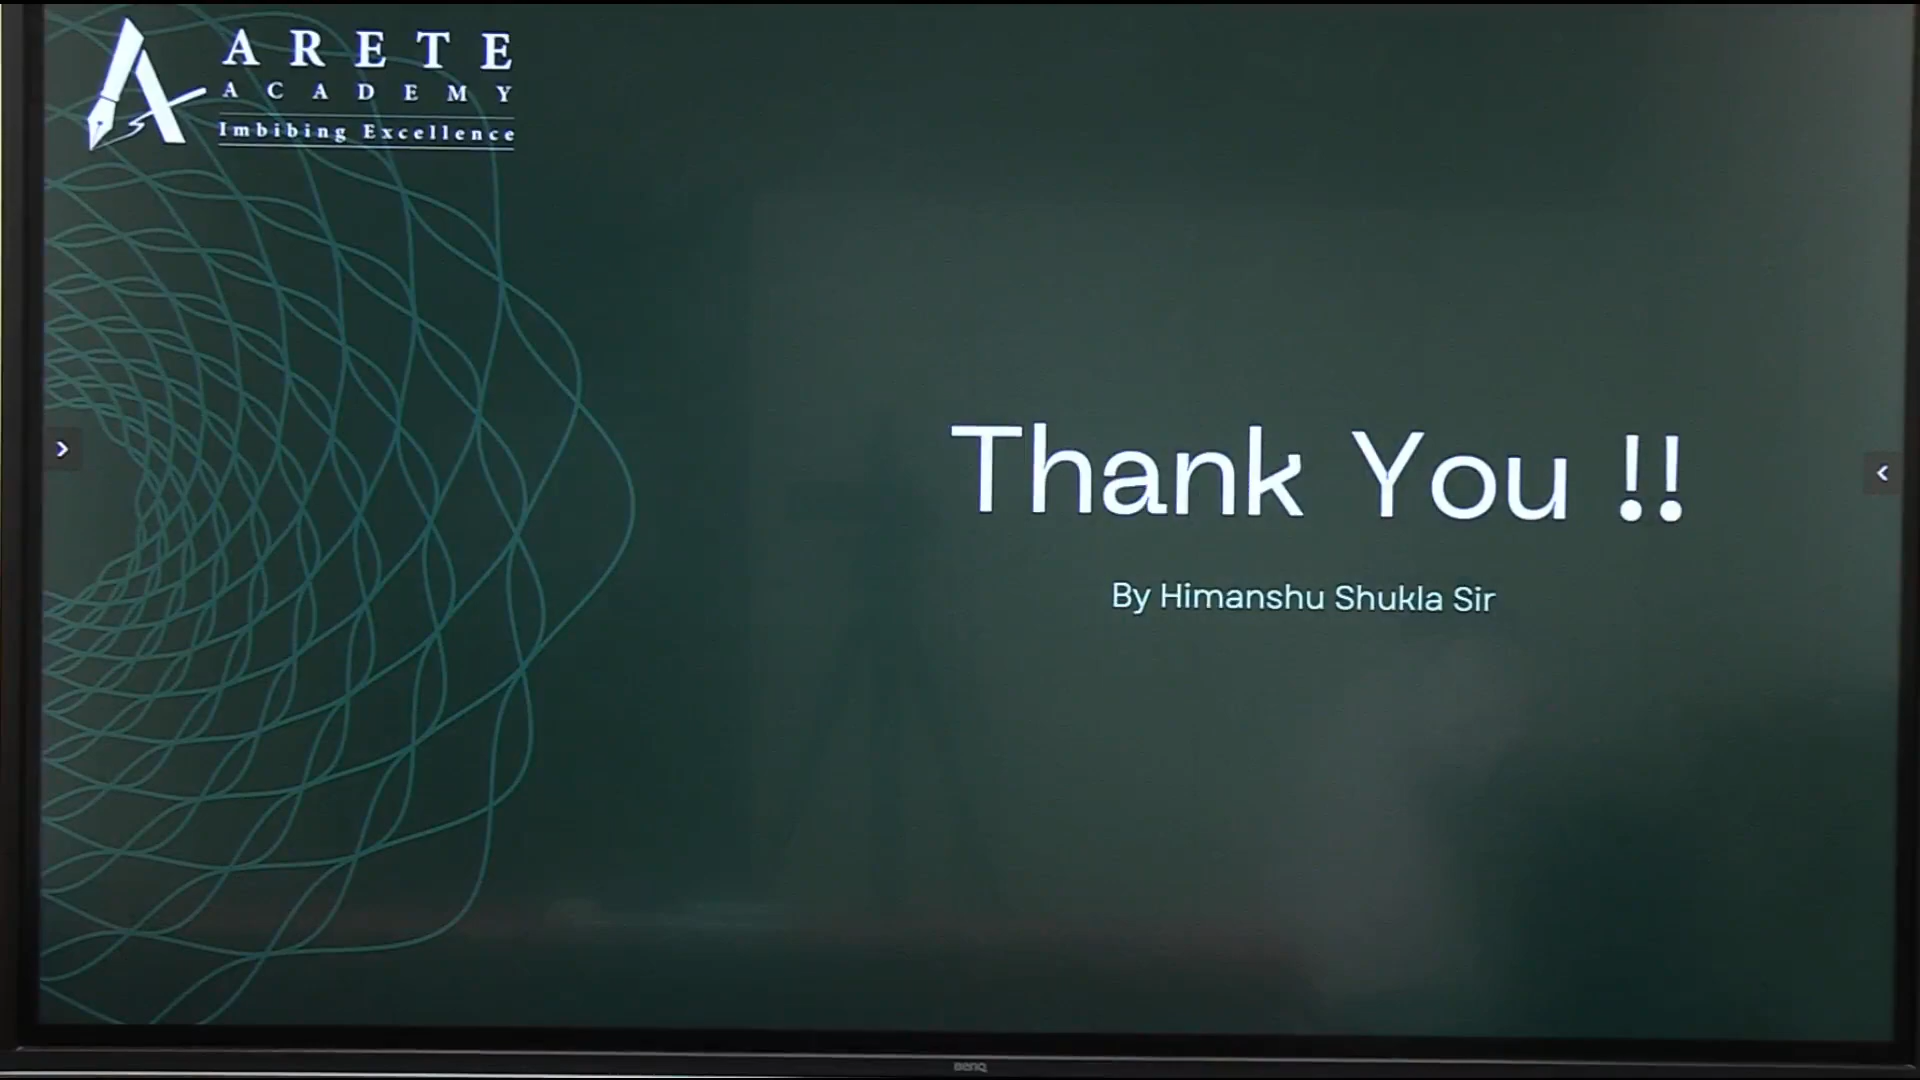 ARETE
ACADEMY
Imbibing Excellence
Thank You !!
By Himanshu Shukla Sir
BenQ